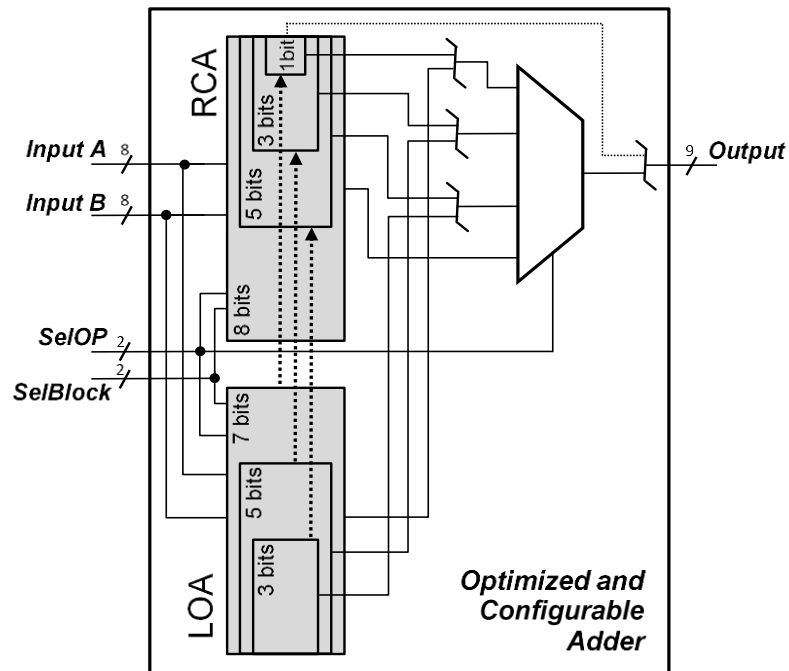 RCA
1bit
3 bits
5 bits
8 bits
Input A
8
Input B
8
SelOP
2
SelBlock
2
9
Output
7 bits
5 bits
3 bits
LOA
Optimized and
Configurable
Adder